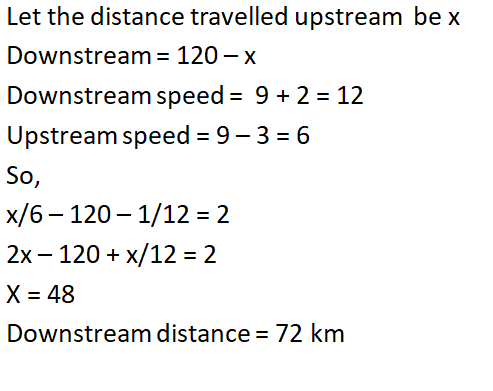 Let the distance travelled upstream be x
Downstream = 120 – x
Downstream speed = 9 + 2 = 12
Upstream speed = 9 – 3 = 6
So,
x/6 – 120 – 1/12 = 2
2x – 120 + x/12 = 2
X = 48
Downstream distance = 72 km